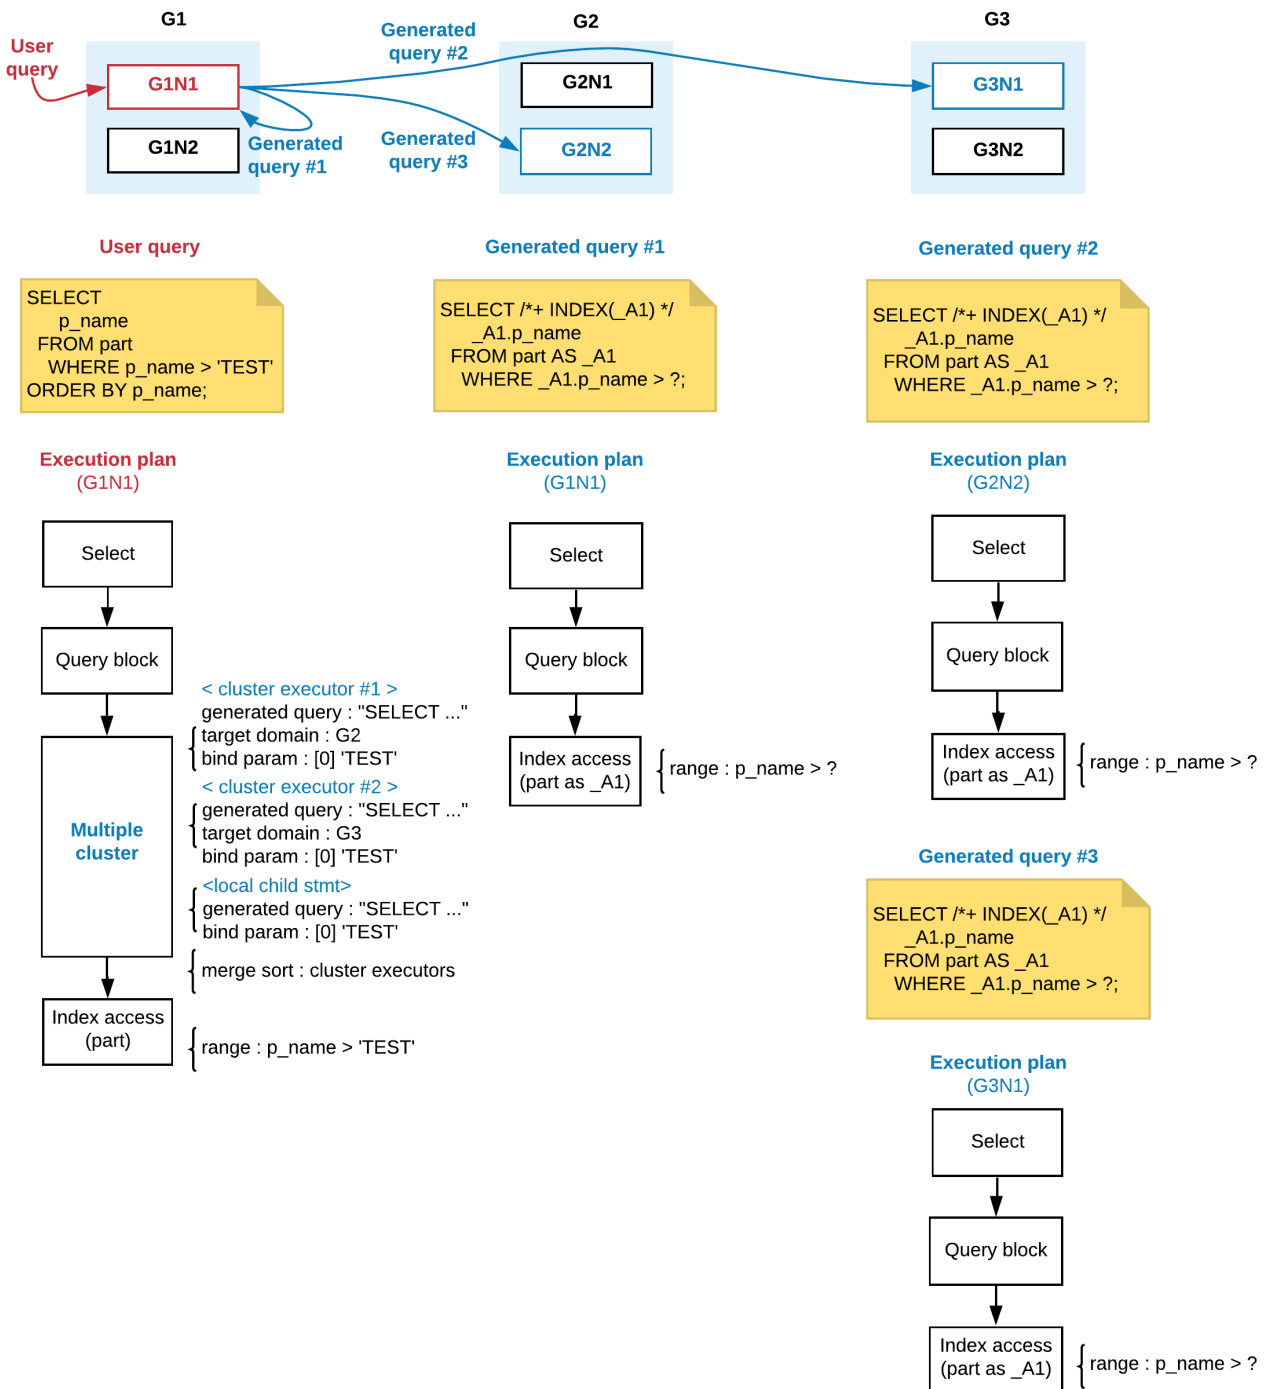 G1
G2
G3
User
query
Generated
query #2
G1N1
G2N1
G3N1
G1N2
Generated
query #1
Generated
query #3
G2N2
G3N2
User query
SELECT
p_name
FROM part
WHERE p_name > 'TEST'
ORDER BY p_name;
Generated query #1
SELECT /*+ INDEX(_A1) */
_A1.p_name
FROM part AS _A1
WHERE _A1.p_name > ?;
Generated query #2
SELECT /*+ INDEX(_A1) */
_A1.p_name
FROM part AS _A1
WHERE _A1.p_name > ?;
Execution plan
(G1N1)
Select
Query block
Multiple
cluster
< cluster executor #1 >
generated query : "SELECT ..."
target domain : G2
bind param : [0] 'TEST'
< cluster executor #2 >
generated query : "SELECT ..."
target domain : G3
bind param : [0] 'TEST'
<local child stmt>
generated query : "SELECT ..."
bind param : [0] 'TEST'
merge sort : cluster executors
Index access
(part)
range : p_name > 'TEST'
Execution plan
(G1N1)
Select
Query block
Index access
(part as _A1)
range : p_name > ?
Execution plan
(G2N2)
Select
Query block
Index access
(part as _A1)
range : p_name > ?
Generated query #3
SELECT /*+ INDEX(_A1) */
_A1.p_name
FROM part AS _A1
WHERE _A1.p_name > ?;
Execution plan
(G3N1)
Select
Query block
Index access
(part as _A1)
range : p_name > ?